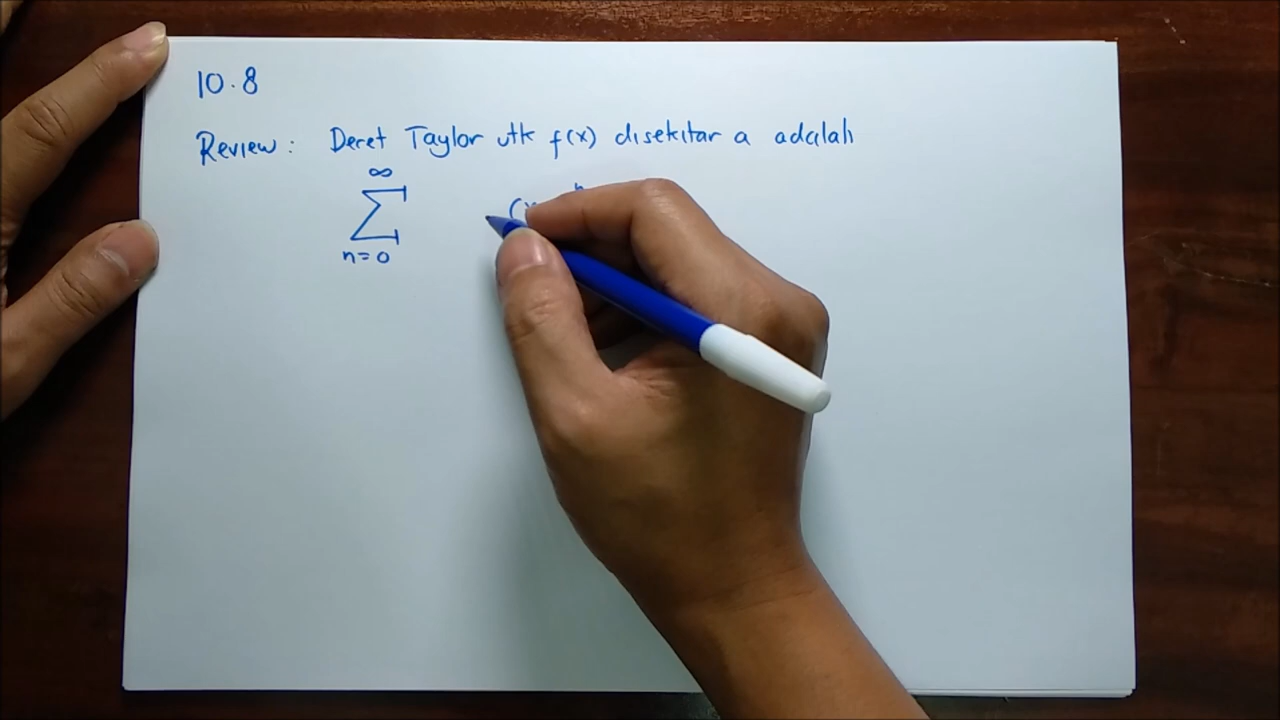 10.8
Review : Deret Taylor utk f(x) disekitar a adalah
∞
∑ (x n
n=0